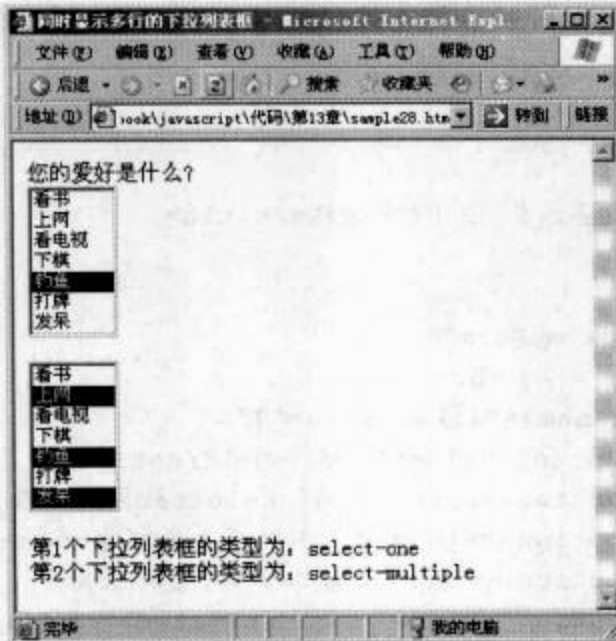 同时显示多行的下拉列表框 - Microsoft Internet Expl
文件(F) 编辑(E) 查看(V) 收藏(A) 工具(T) 帮助(H)
后退 搜索 收藏夹 »
地址(D) ook\javascript\代码\第13章\sample28.htm 转到 链接
您的爱好是什么?
看书
上网
看电视
下棋
钓鱼
打牌
发呆
看书
上网
看电视
下棋
钓鱼
打牌
发呆
第1个下拉列表框的类型为: select-one
第2个下拉列表框的类型为: select-multiple
完毕 我的电脑